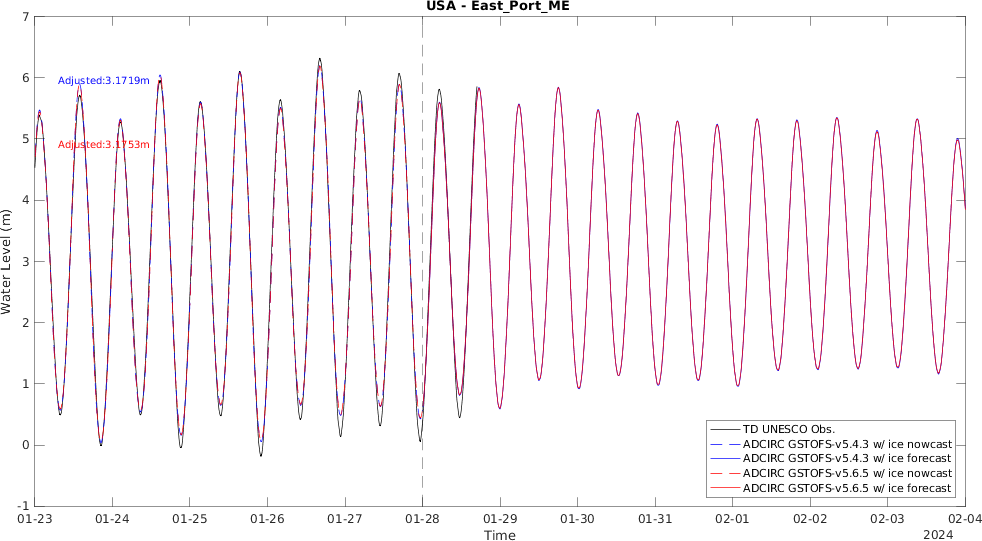 USA - East_Port_ME
7
6
5
4
3
2
1
0
-1
Water Level (m)
Adjusted:3.1719m
Adjusted:3.1753m
TD UNESCO Obs.
ADCIRC GSTOFS-v5.4.3 w/ ice nowcast
ADCIRC GSTOFS-v5.4.3 w/ ice forecast
ADCIRC GSTOFS-v5.6.5 w/ ice nowcast
ADCIRC GSTOFS-v5.6.5 w/ ice forecast
01-23 01-24 01-25 01-26 01-27 01-28 01-29 01-30 01-31 02-01 02-02 02-03 02-04
Time
2024